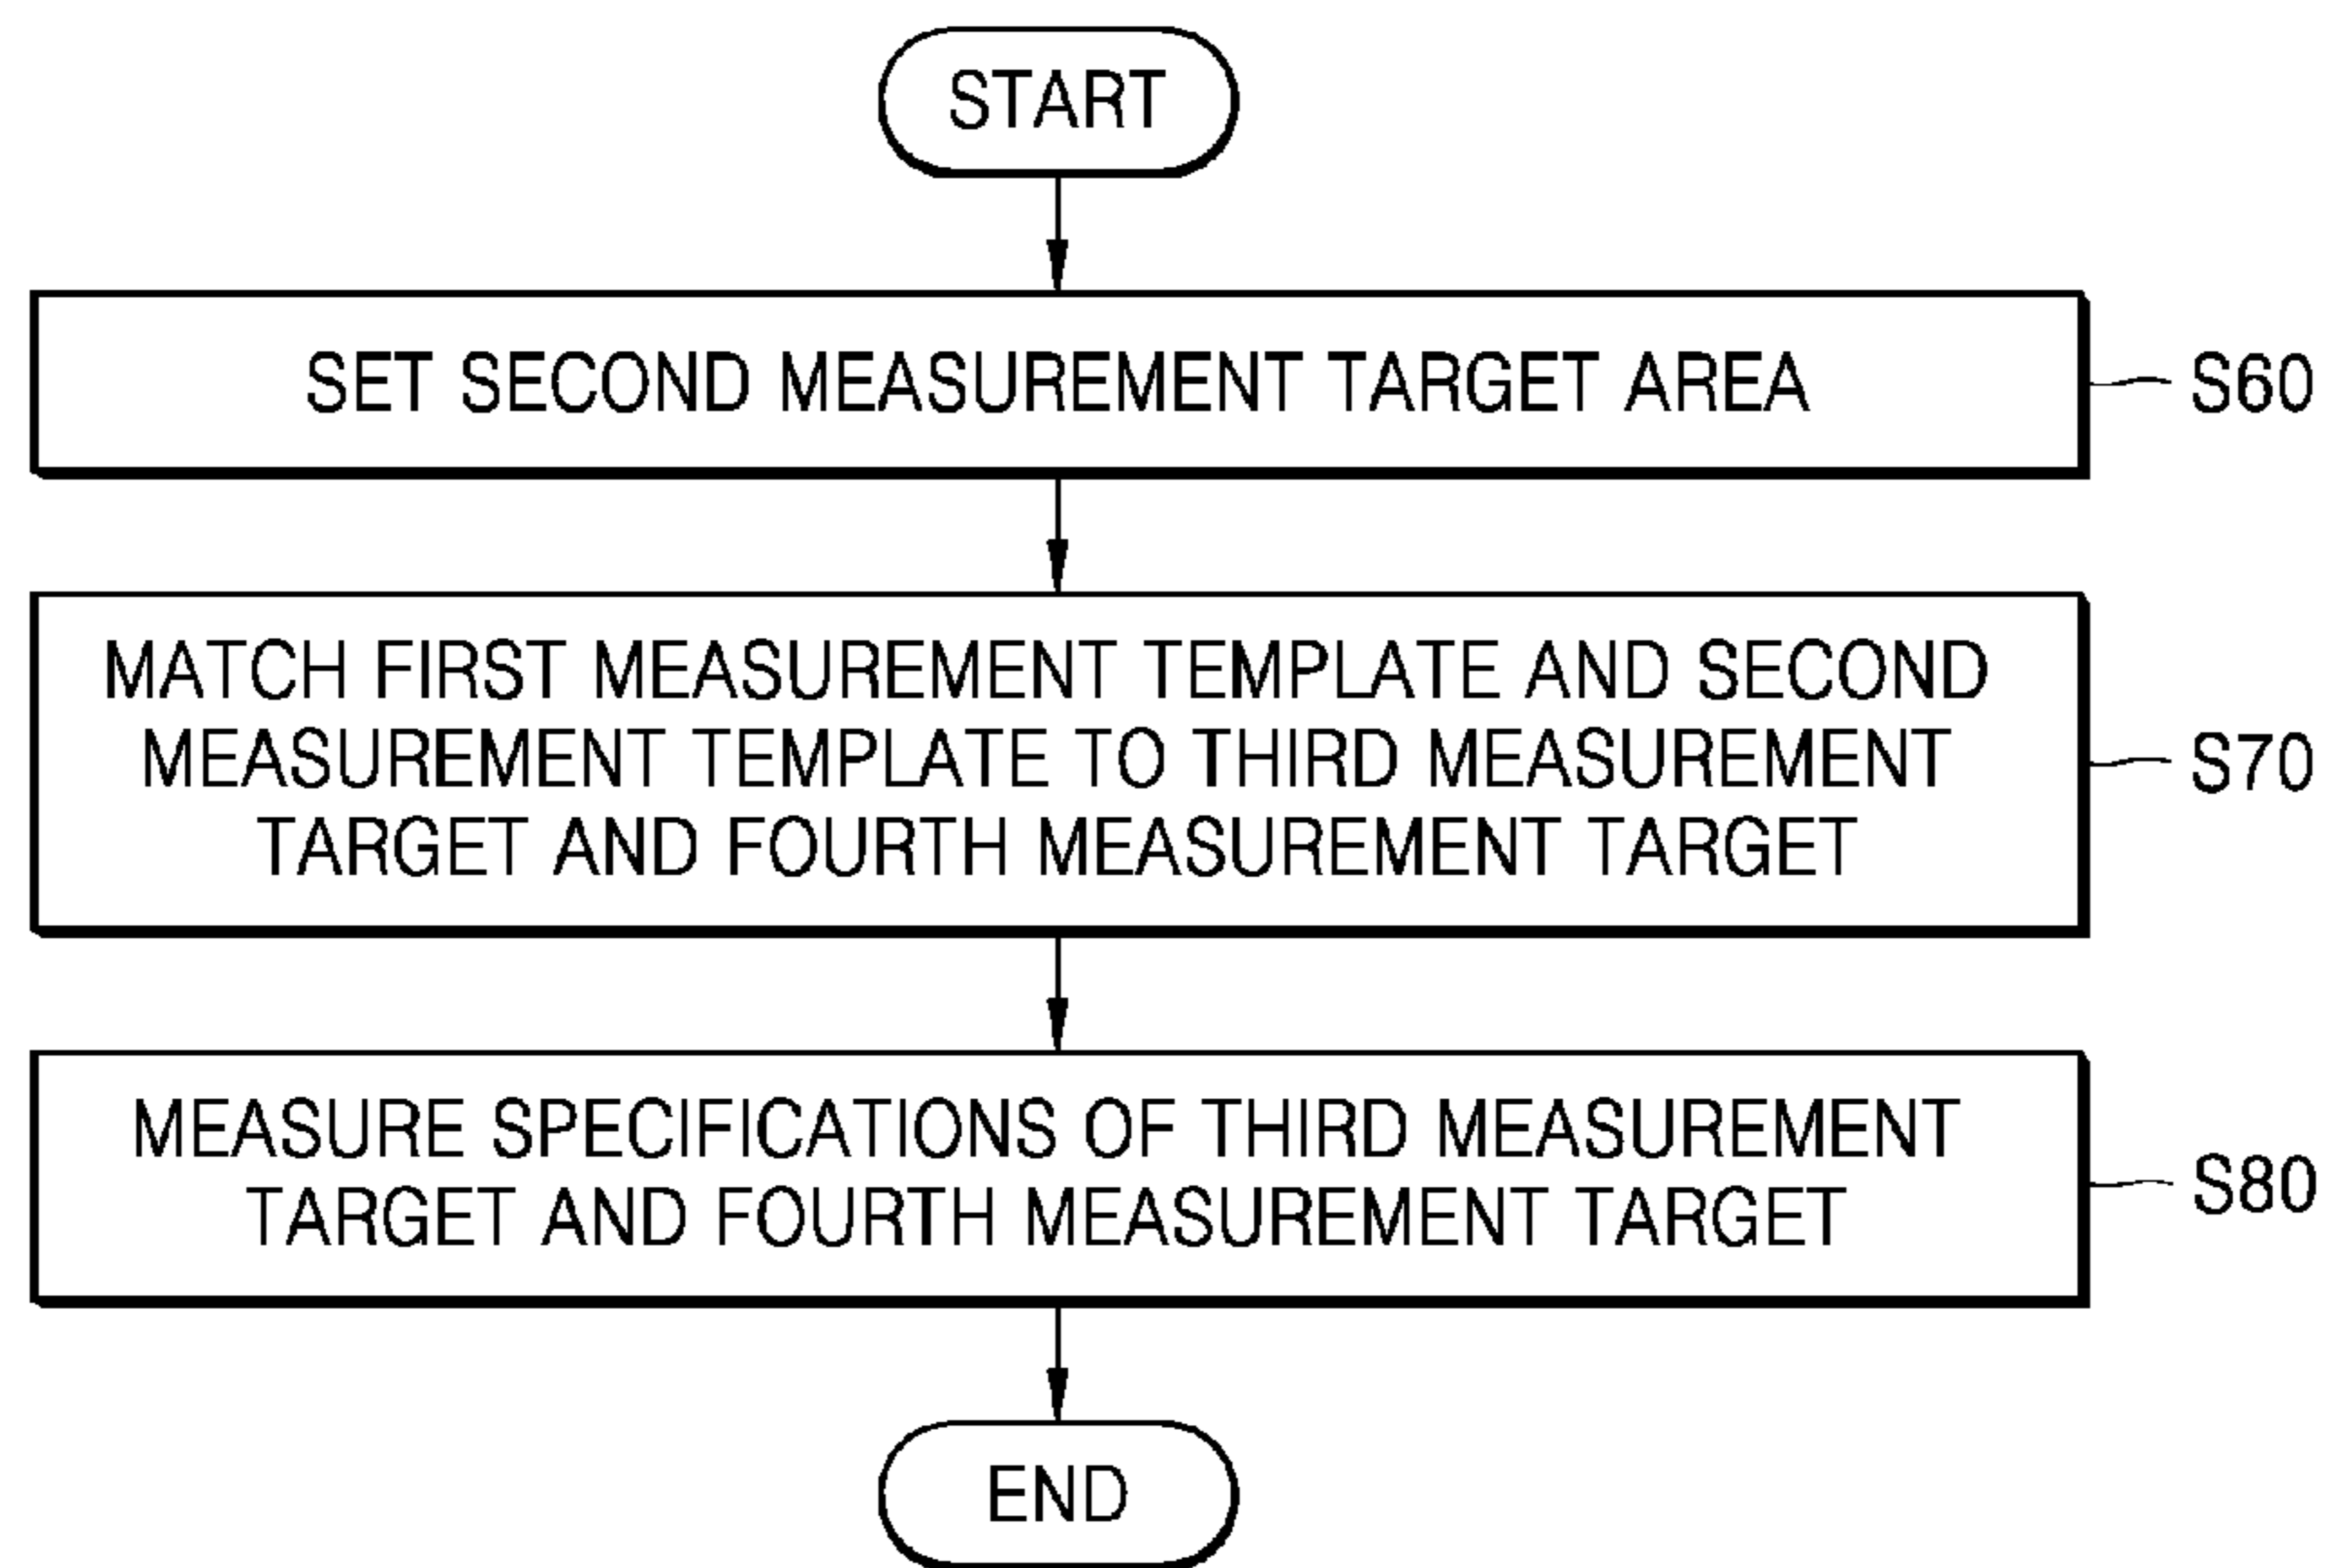 START
SET SECOND MEASUREMENT TARGET AREA
S60
MATCH FIRST MEASUREMENT TEMPLATE AND SECOND
MEASUREMENT TEMPLATE TO THIRD MEASUREMENT
TARGET AND FOURTH MEASUREMENT TARGET
S70
MEASURE SPECIFICATIONS OF THIRD MEASUREMENT
TARGET AND FOURTH MEASUREMENT TARGET
S80
END